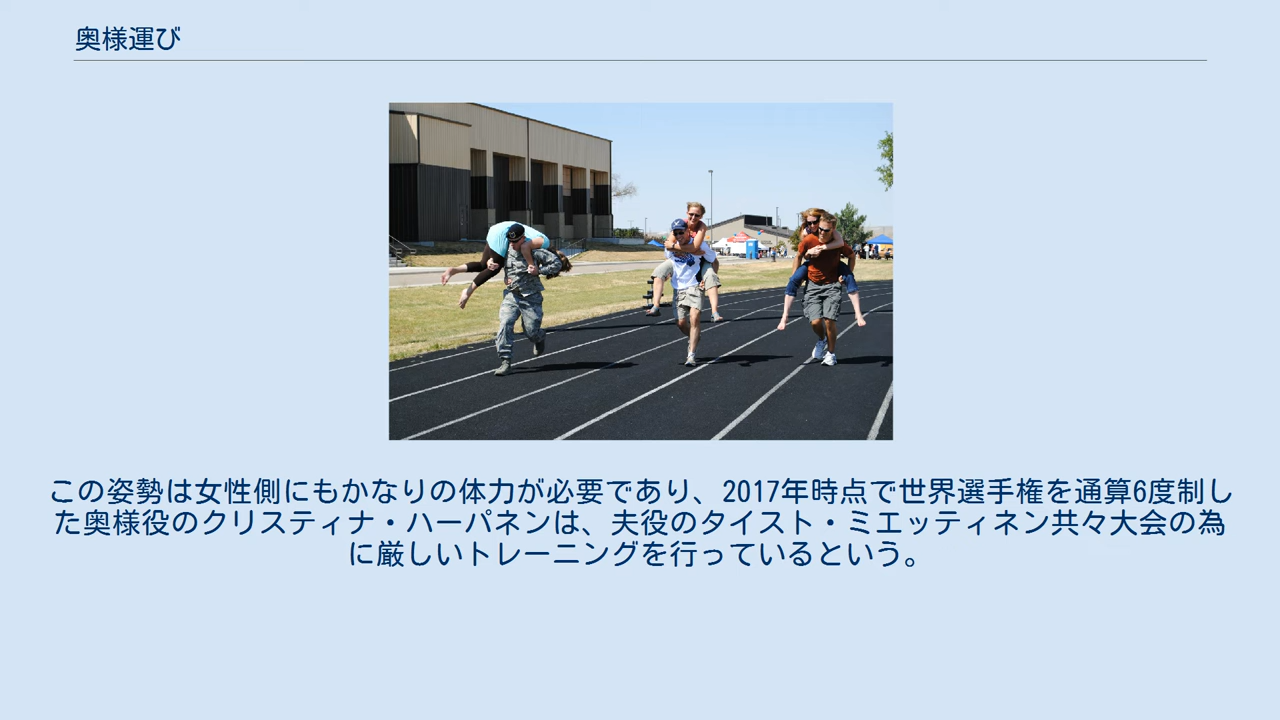 奥様運び
この姿勢は女性側にもかなりの体力が必要であり、2017年時点で世界選手権を通算6度制し
た奥様役のクリスティナ・ハーパネンは、夫役のタイスト・ミエッティネン共々大会の為
に厳しいトレーニングを行っているという。